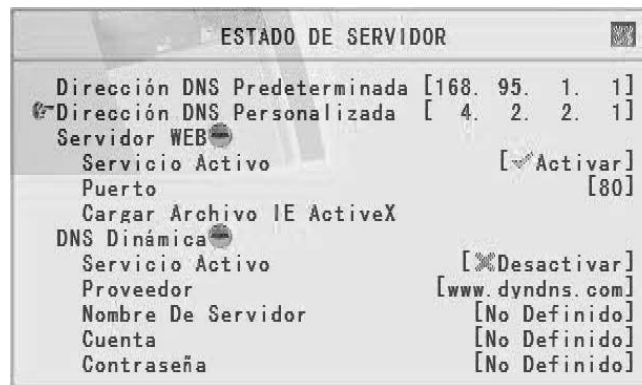 ESTADO DE SERVIDOR
Dirección DNS Predeterminada [168. 95. 1. 1]
Dirección DNS Personalizada [ 4. 2. 2. 1]
Servidor WEB
Servicio Activo [Activar]
Puerto [80]
Cargar Archivo IE ActiveX
DNS Dinámica
Servicio Activo [Desactivar]
Proveedor [www.dyndns.com]
Nombre De Servidor [No Definido]
Cuenta [No Definido]
Contraseña [No Definido]